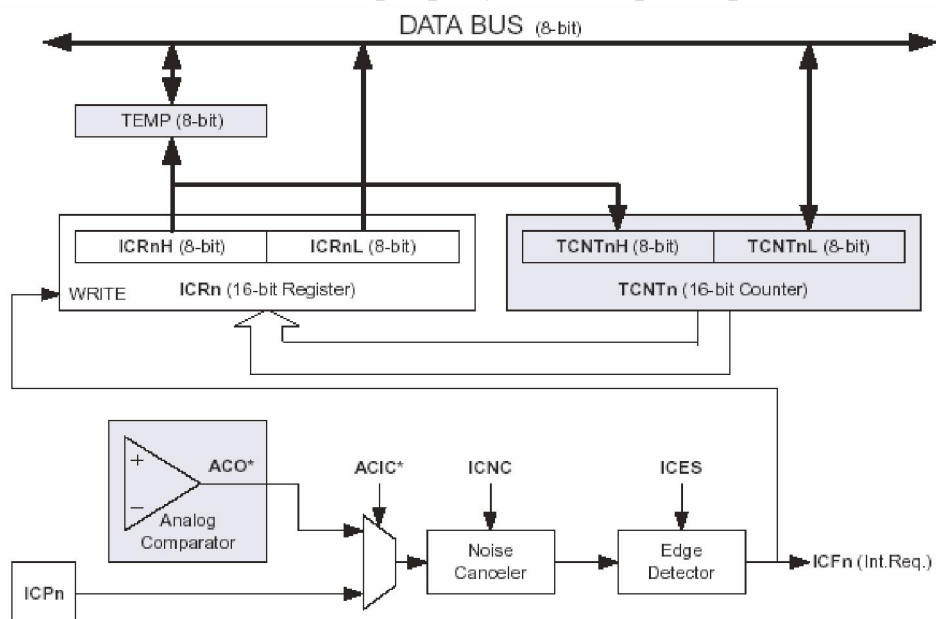 DATA BUS (8-bit)
TEMP (8-bit)
ICRnH (8-bit) ICRnL (8-bit) TCNTnH (8-bit) TCNTnL (8-bit)
WRITE ICRn (16-bit Register) TCNTn (16-bit Counter)
+
ACO* ACIC* ICNC ICES
−
Analog
Comparator
Noise
Canceler
Edge
Detector
ICFn (Int.Req.)
ICPn